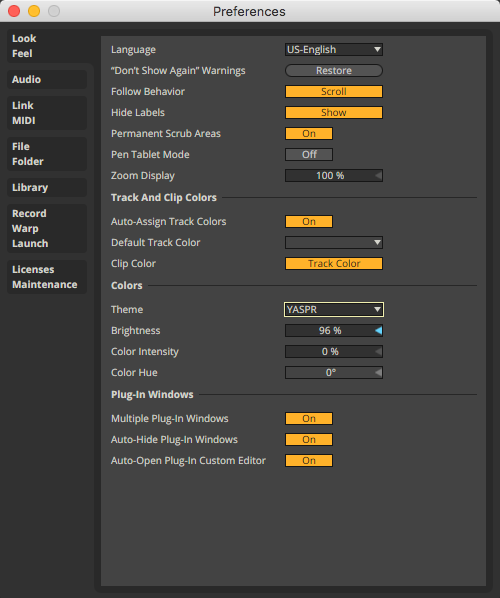 Preferences
Look
Feel
Audio
Link
MIDI
File
Folder
Library
Record
Warp
Launch
Licenses
Maintenance
Language US-English
“Don’t Show Again” Warnings Restore
Follow Behavior Scroll
Hide Labels Show
Permanent Scrub Areas On
Pen Tablet Mode Off
Zoom Display 100 %
Track And Clip Colors
Auto-Assign Track Colors On
Default Track Color
Clip Color Track Color
Colors
Theme YASPR
Brightness 96 %
Color Intensity 0 %
Color Hue 0°
Plug-In Windows
Multiple Plug-In Windows On
Auto-Hide Plug-In Windows On
Auto-Open Plug-In Custom Editor On